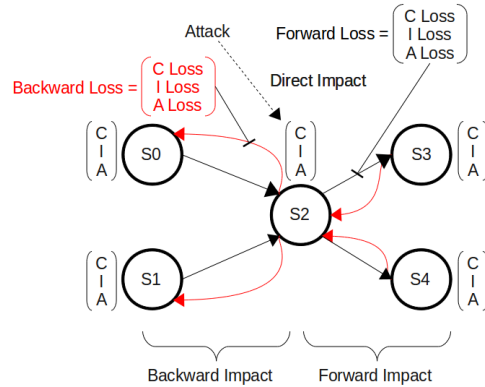 Attack
Forward Loss =
C Loss
I Loss
A Loss
Backward Loss =
C Loss
I Loss
A Loss
Direct Impact
C
I
A
S0
C
I
A
S2
S3
C
I
A
C
I
A
S1
S4
C
I
A
Backward Impact
Forward Impact